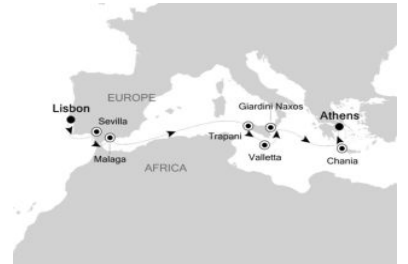 Lisbon
EUROPE
Sevilla
Malaga
AFRICA
Giardini Naxos
Trapani
Valletta
Athens
Chania